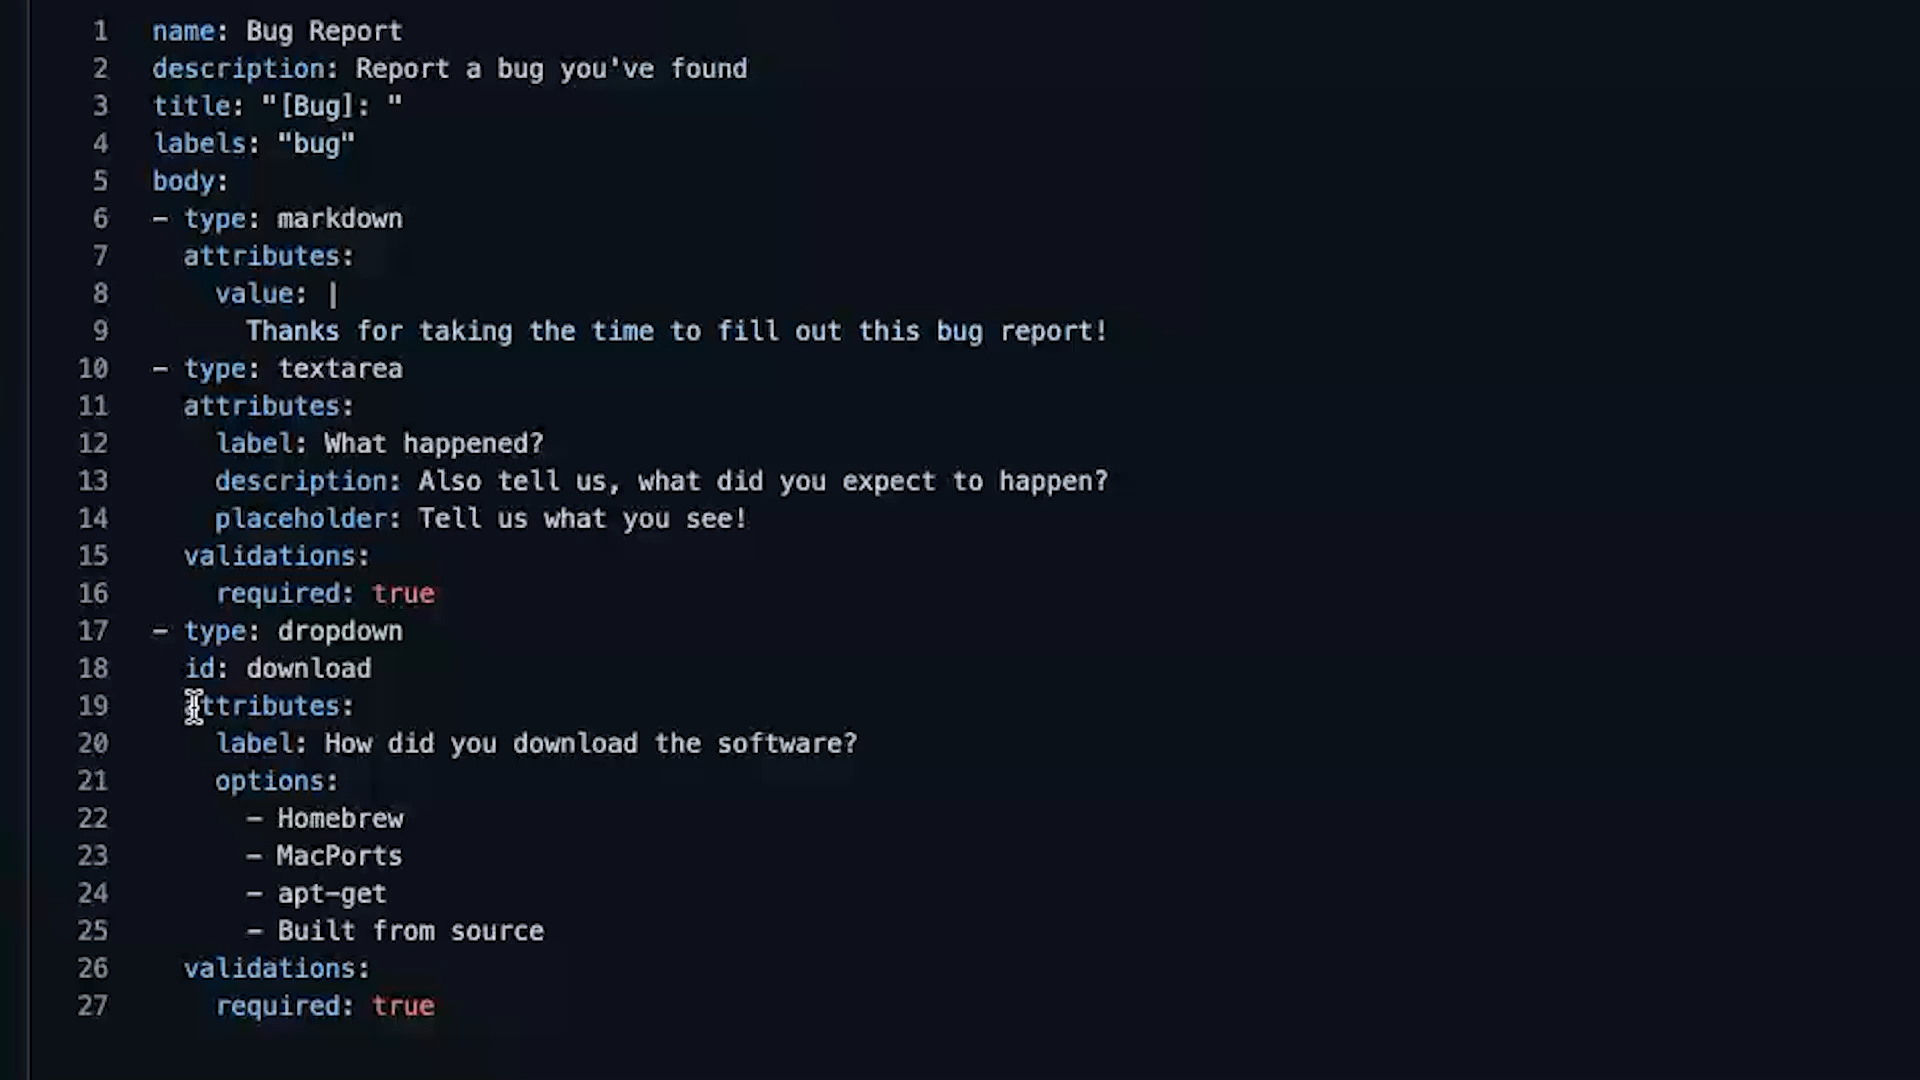 1 name: Bug Report
2 description: Report a bug you've found
3 title: "[Bug]: "
4 labels: "bug"
5 body:
6 - type: markdown
7   attributes:
8     value: |
9       Thanks for taking the time to fill out this bug report!
10 - type: textarea
11   attributes:
12     label: What happened?
13     description: Also tell us, what did you expect to happen?
14     placeholder: Tell us what you see!
15   validations:
16     required: true
17 - type: dropdown
18   id: download
19   attributes:
20     label: How did you download the software?
21     options:
22       - Homebrew
23       - MacPorts
24       - apt-get
25       - Built from source
26   validations:
27     required: true